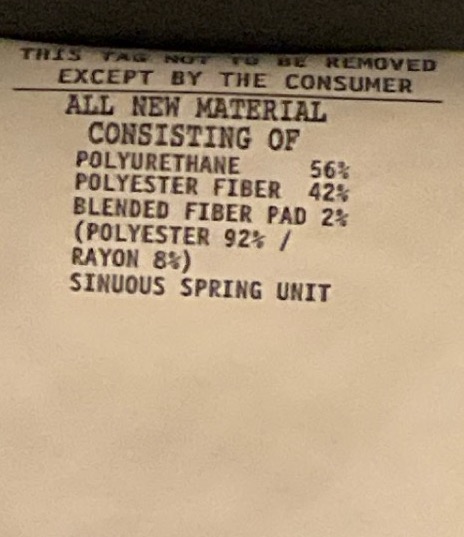 THIS TAG NOT TO BE REMOVED
EXCEPT BY THE CONSUMER
ALL NEW MATERIAL
CONSISTING OF
POLYURETHANE 56%
POLYESTER FIBER 42%
BLENDED FIBER PAD 2%
(POLYESTER 92% /
RAYON 8%)
SINUOUS SPRING UNIT